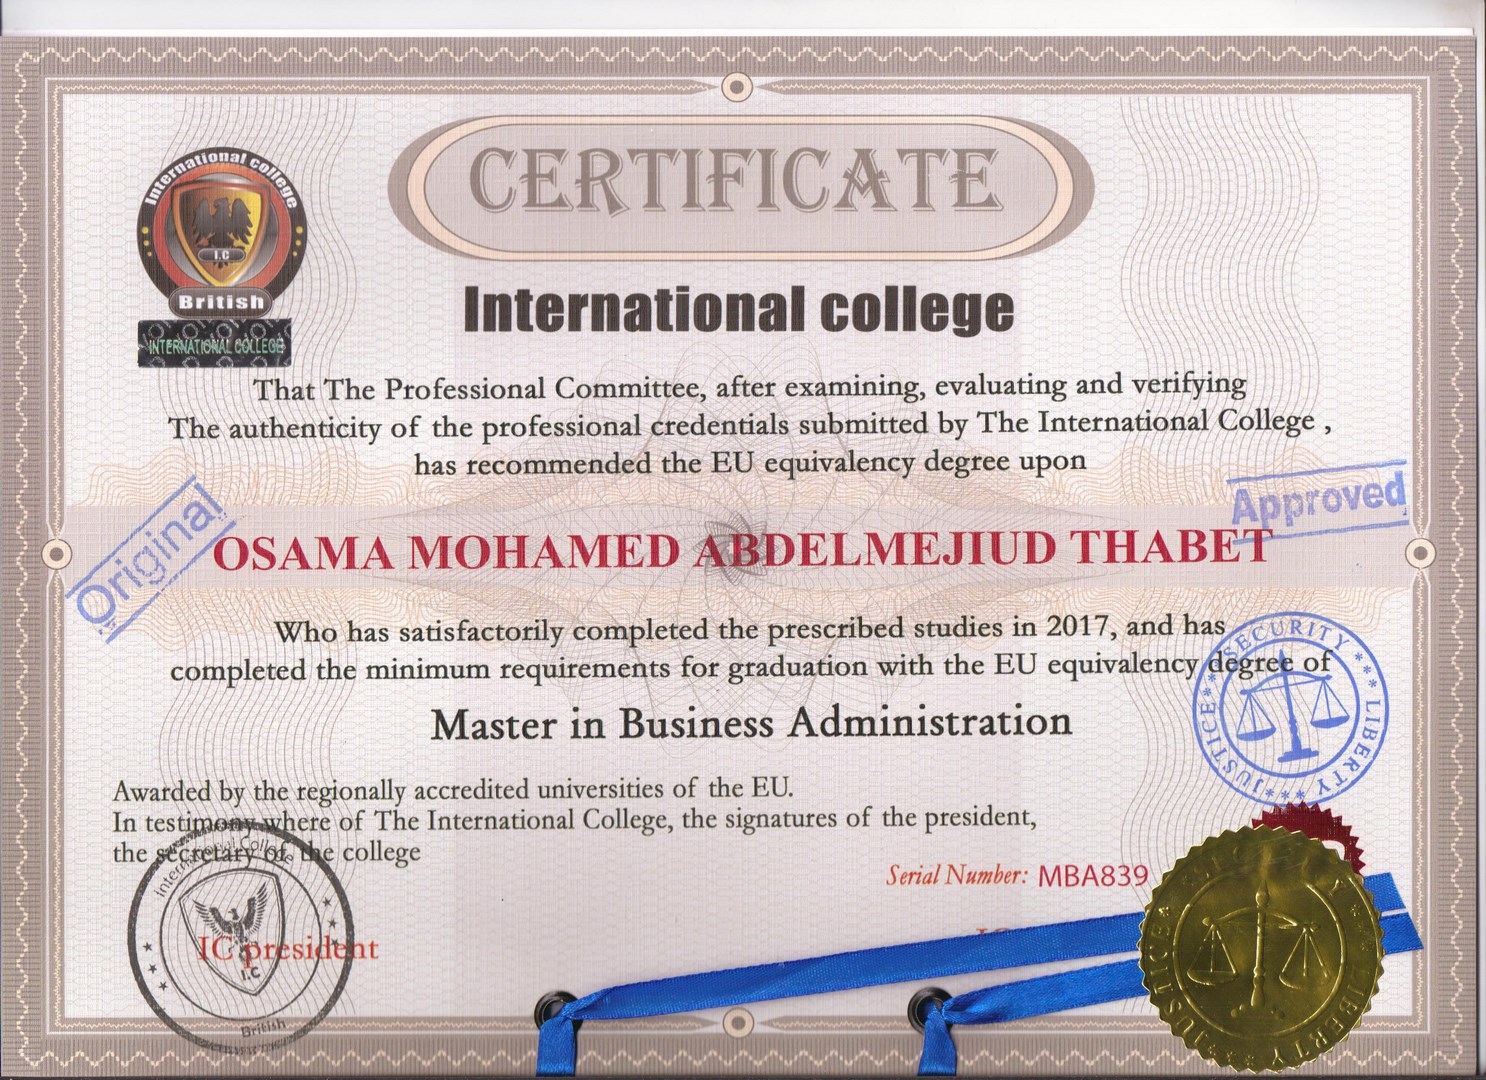 CERTIFICATE
International college
I.C
British
INTERNATIONAL COLLEGE
International college
That The Professional Committee, after examining, evaluating and verifying
The authenticity of the professional credentials submitted by The International College ,
has recommended the EU equivalency degree upon
Original
Approved
OSAMA MOHAMED ABDELMEJIUD THABET
Who has satisfactorily completed the prescribed studies in 2017, and has
completed the minimum requirements for graduation with the EU equivalency degree of
Master in Business Administration
SECURITY *** LIBERTY *** JUSTICE ***
Awarded by the regionally accredited universities of the EU.
In testimony where of The International College, the signatures of the president,
the secretary of the college
Serial Number: MBA839
International College
I.C
British
IC president
IC
JUSTICE
LIBERTY